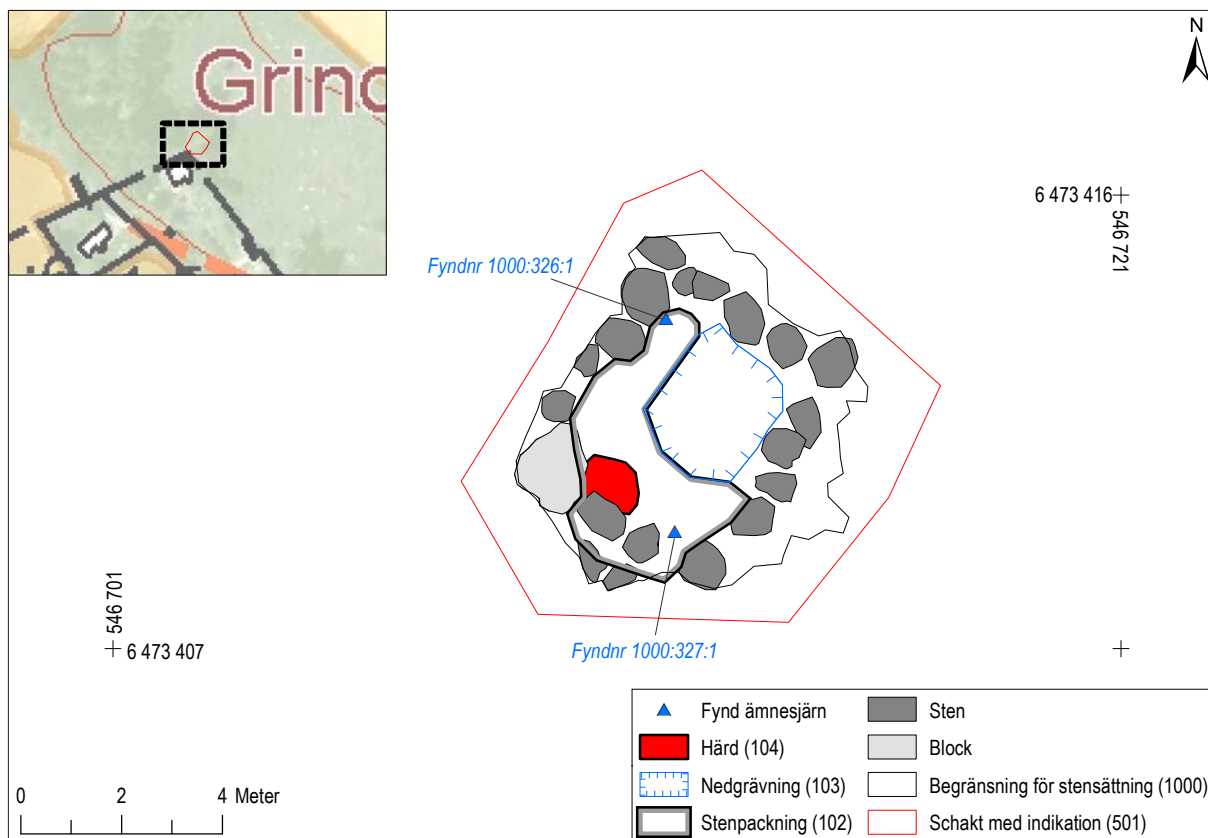 Grind
N
6 473 416
546 721
Fyndnr 1000:326:1
546 701
6 473 407
Fyndnr 1000:327:1
Fynd ämnesjärn
Sten
Härd (104)
Block
Nedgrävning (103)
Begränsning för stensättning (1000)
Stenpackning (102)
Schakt med indikation (501)
0 2 4 Meter